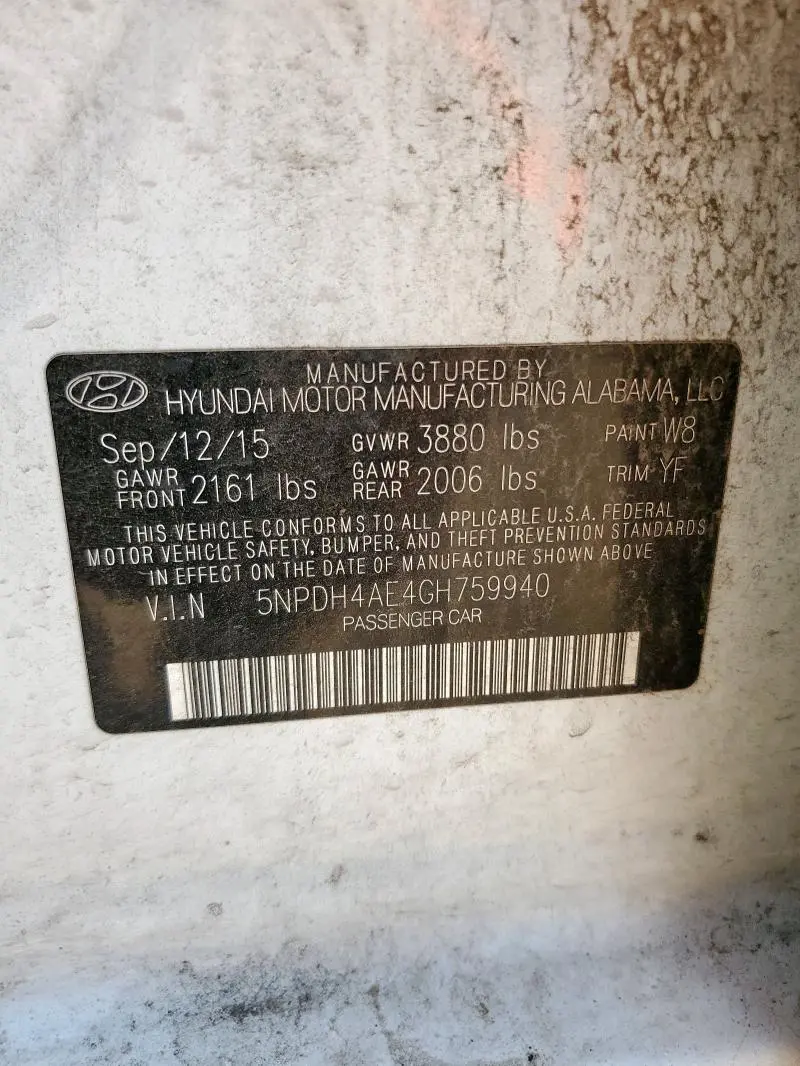 MANUFACTURED BY
HYUNDAI MOTOR MANUFACTURING ALABAMA, LLC
Sep/12/15 GVWR 3880 lbs PAINT W8
GAWR FRONT 2161 lbs GAWR REAR 2006 lbs TRIM YF
THIS VEHICLE CONFORMS TO ALL APPLICABLE U.S.A. FEDERAL
MOTOR VEHICLE SAFETY, BUMPER, AND THEFT PREVENTION STANDARDS
IN EFFECT ON THE DATE OF MANUFACTURE SHOWN ABOVE
V.I.N 5NPDH4AE4GH759940
PASSENGER CAR